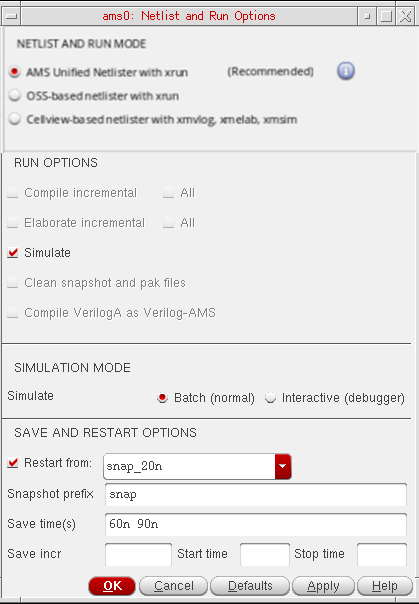 ams0: Netlist and Run Options
NETLIST AND RUN MODE
AMS Unified Netlister with xrun (Recommended)
OSS-based netlister with xrun
Cellview-based netlister with xmvlog, xmelab, xmsim
RUN OPTIONS
Compile incremental All
Elaborate incremental All
Simulate
Clean snapshot and pak files
Compile VerilogA as Verilog-AMS
SIMULATION MODE
Simulate Batch (normal) Interactive (debugger)
SAVE AND RESTART OPTIONS
Restart from: snap_20n
Snapshot prefix snap
Save time(s) 60n 90n
Save incr Start time Stop time
OK Cancel Defaults Apply Help